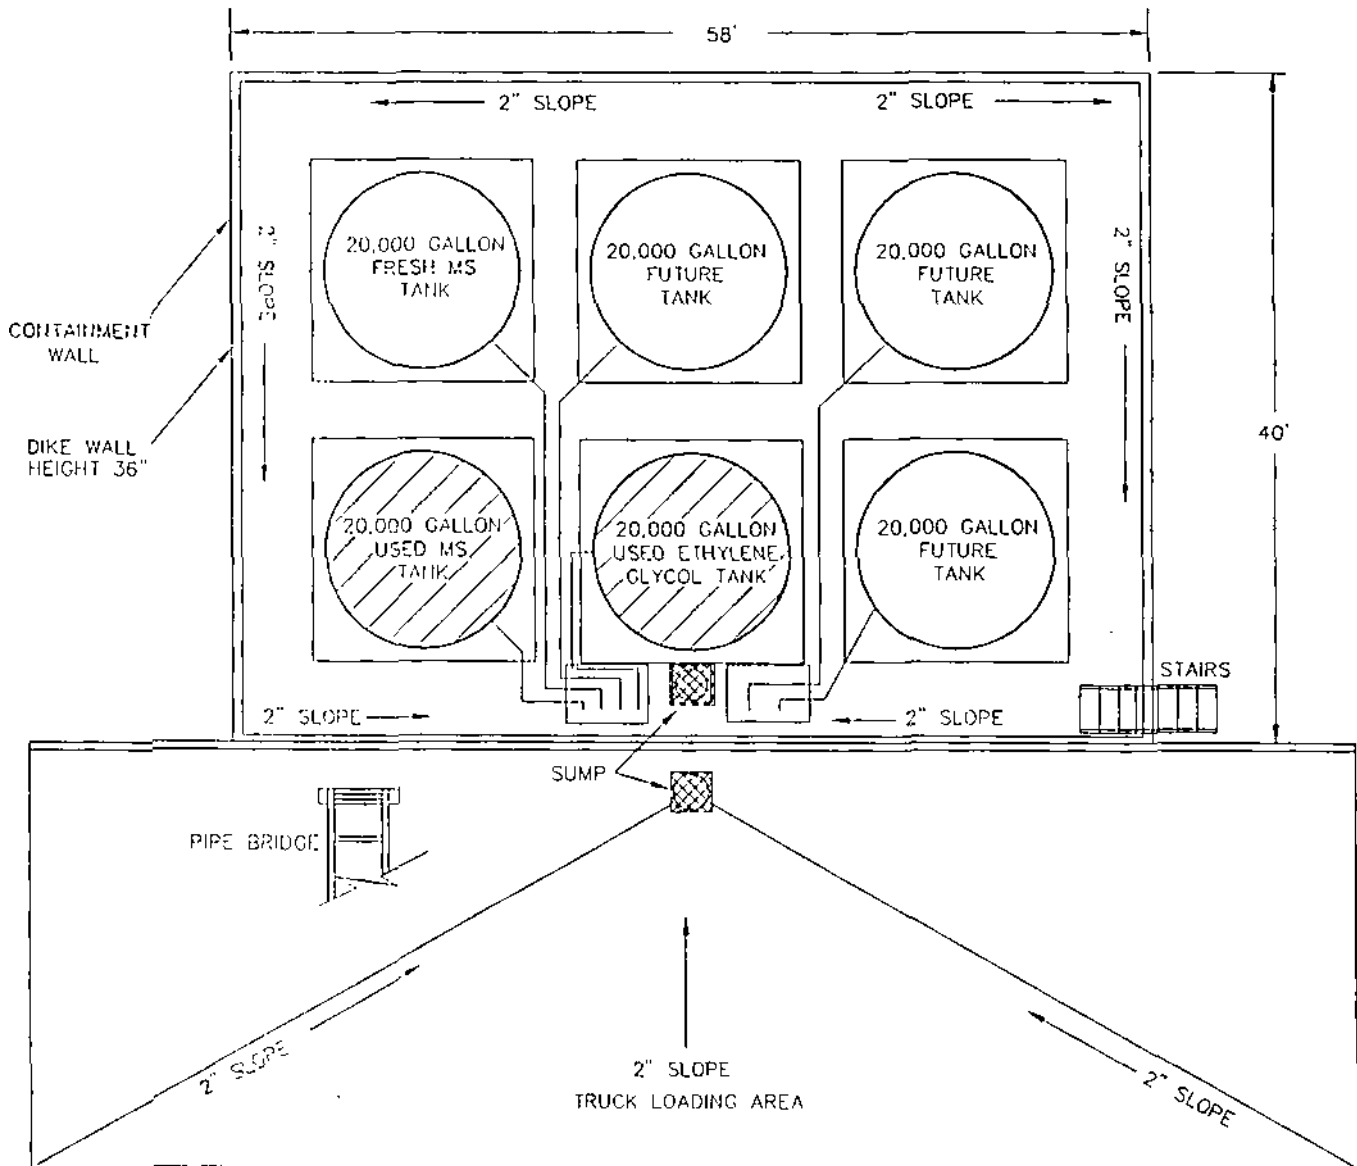 58'
2" SLOPE
2" SLOPE
2" SLOPE
2" SLOPE
20,000 GALLON
FRESH MS
TANK
20,000 GALLON
FUTURE
TANK
20,000 GALLON
FUTURE
TANK
CONTAINMENT
WALL
DIKE WALL
HEIGHT 36"
40'
20,000 GALLON
USED MS
TANK
20,000 GALLON
USED ETHYLENE
GLYCOL TANK
20,000 GALLON
FUTURE
TANK
STAIRS
2" SLOPE
2" SLOPE
SUMP
PIPE BRIDGE
2" SLOPE
2" SLOPE
TRUCK LOADING AREA
2" SLOPE